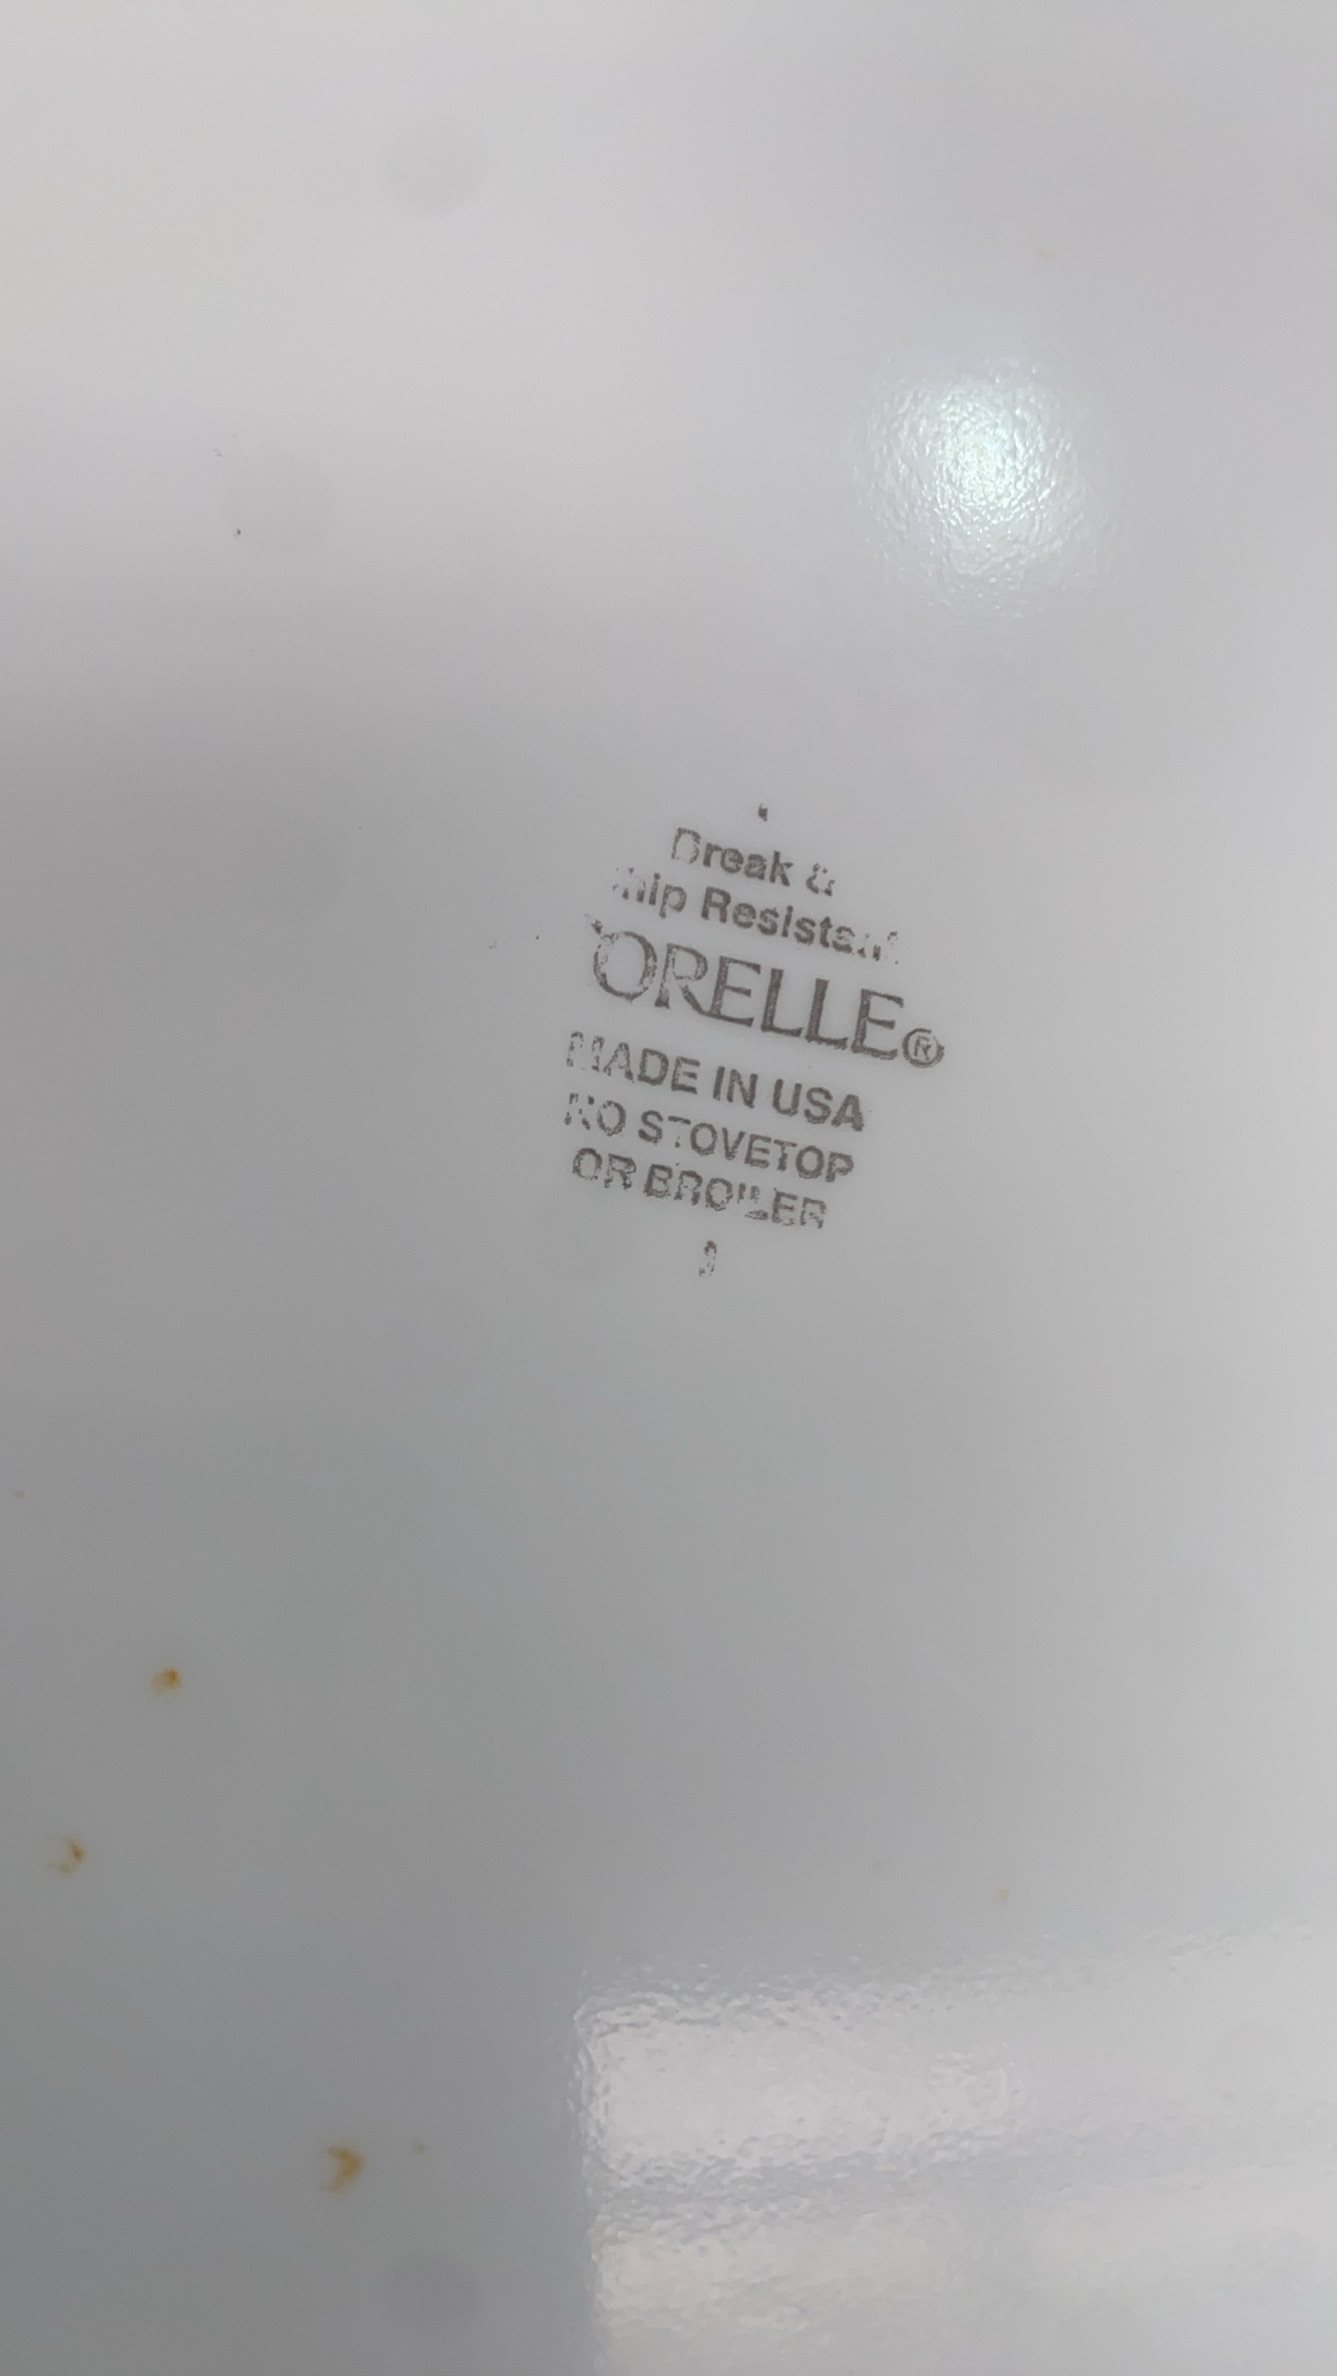 Break &
Chip Resistant
CORELLE®
MADE IN USA
NO STOVETOP
OR BROILER